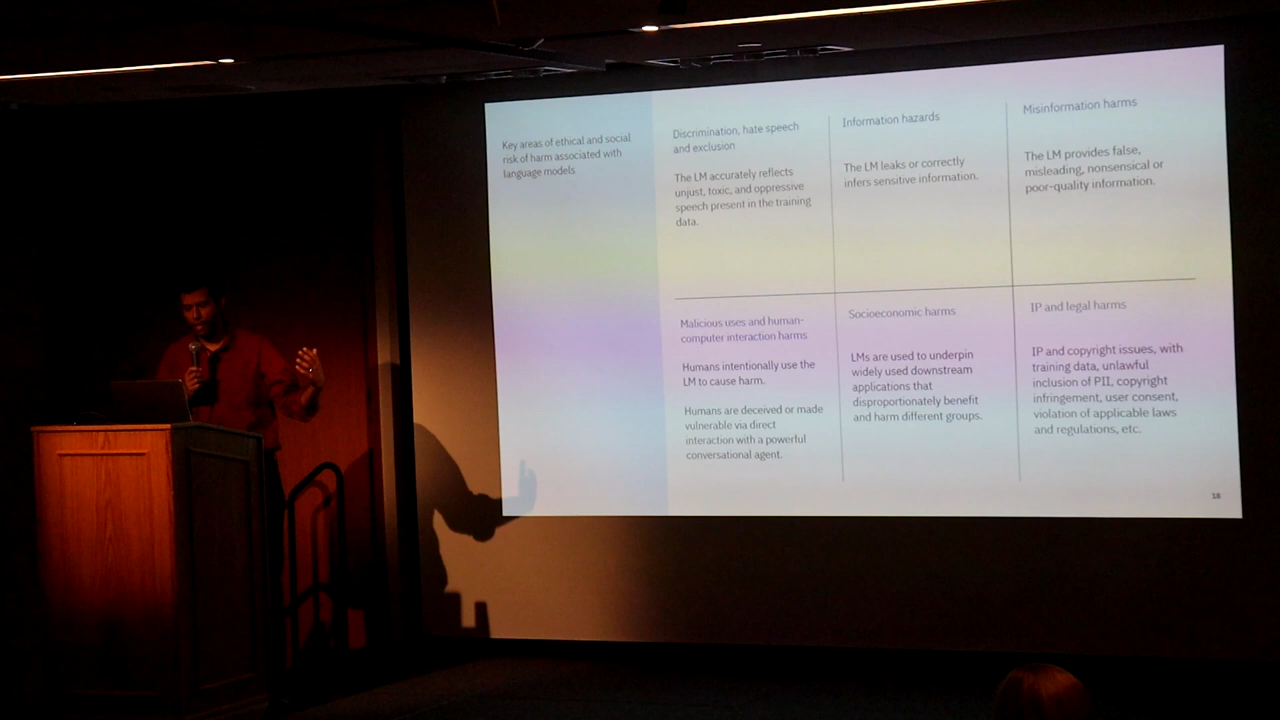 Key areas of ethical and social
risk of harm associated with
language models
Discrimination, hate speech
and exclusion
The LM accurately reflects
unjust, toxic, and oppressive
speech present in the training
data.
Information hazards
The LM leaks or correctly
infers sensitive information.
Misinformation harms
The LM provides false,
misleading, nonsensical or
poor-quality information.
Malicious uses and human-
computer interaction harms
Humans intentionally use the
LM to cause harm.
Humans are deceived or made
vulnerable via direct
interaction with a powerful
conversational agent.
Socioeconomic harms
LMs are used to underpin
widely used downstream
applications that
disproportionately benefit
and harm different groups.
IP and legal harms
IP and copyright issues, with
training data, unlawful
inclusion of PII, copyright
infringement, user consent,
violation of applicable laws
and regulations, etc.
18